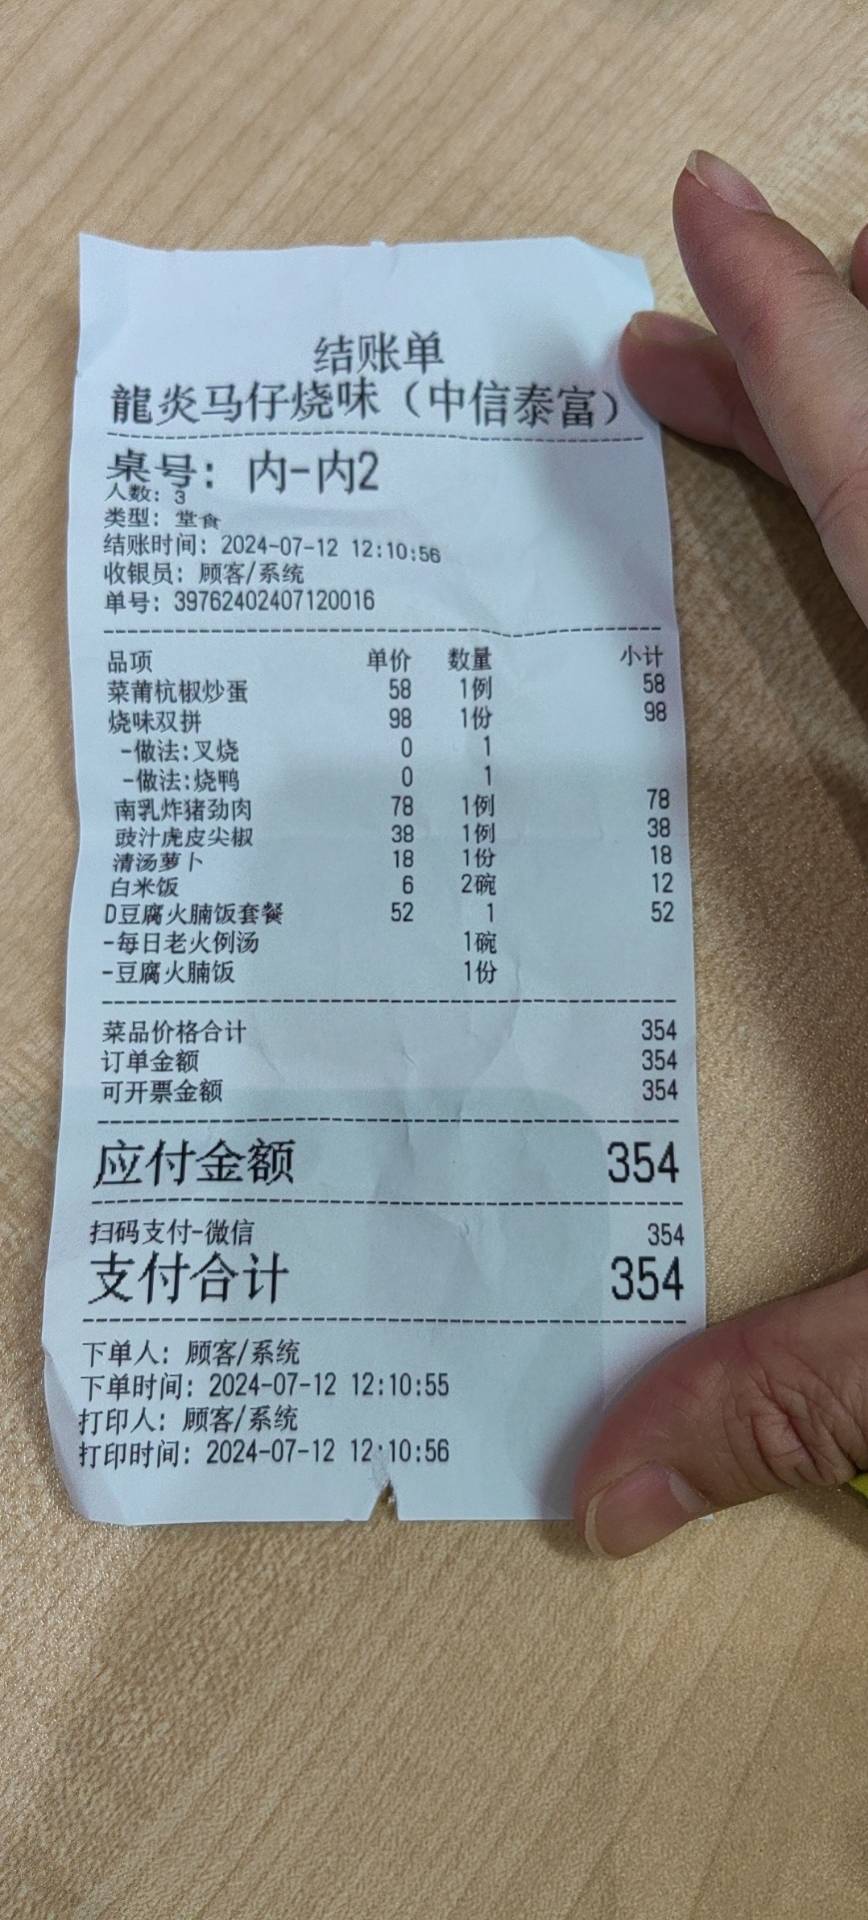 结账单
龍炎马仔烧味（中信泰富）
桌号: 内-内2
人数: 3
类型: 堂食
结账时间: 2024-07-12 12:10:56
收银员: 顾客/系统
单号: 39762402407120016
品项 单价 数量 小计
菜莆杭椒炒蛋 58 1例 58
烧味双拼 98 1份 98
-做法:叉烧 0 1
-做法:烧鸭 0 1
南乳炸猪劲肉 78 1例 78
豉汁虎皮尖椒 38 1例 38
清汤萝卜 18 1份 18
白米饭 6 2碗 12
D豆腐火腩饭套餐 52 1 52
-每日老火例汤 1碗
-豆腐火腩饭 1份
菜品价格合计 354
订单金额 354
可开票金额 354
应付金额 354
扫码支付-微信 354
支付合计 354
下单人: 顾客/系统
下单时间: 2024-07-12 12:10:55
打印人: 顾客/系统
打印时间: 2024-07-12 12:10:56